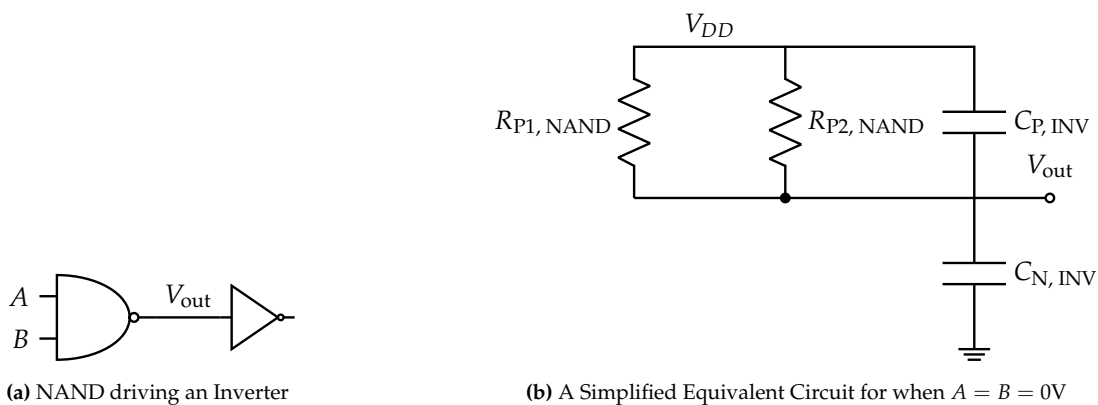 V_DD
R_P1, NAND
R_P2, NAND
C_P, INV
V_out
C_N, INV
A
B
V_out
(a) NAND driving an Inverter
(b) A Simplified Equivalent Circuit for when A = B = 0V